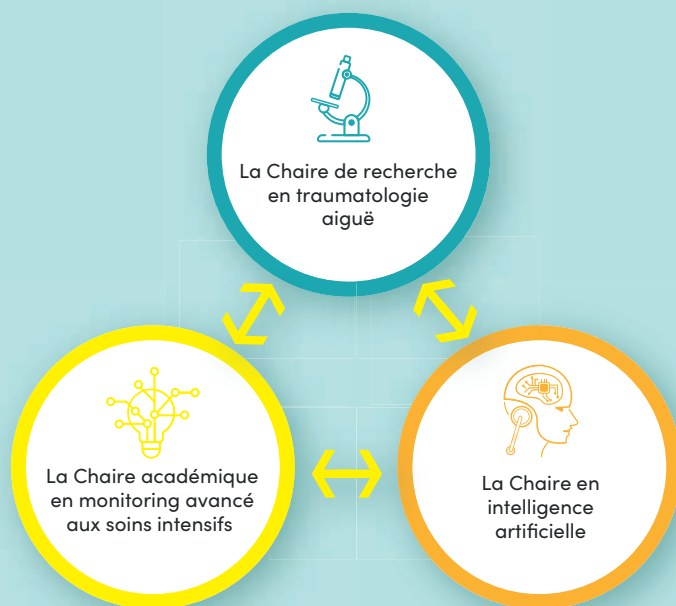 La Chaire de recherche
en traumatologie
aiguë
La Chaire académique
en monitoring avancé
aux soins intensifs
La Chaire en
intelligence
artificielle